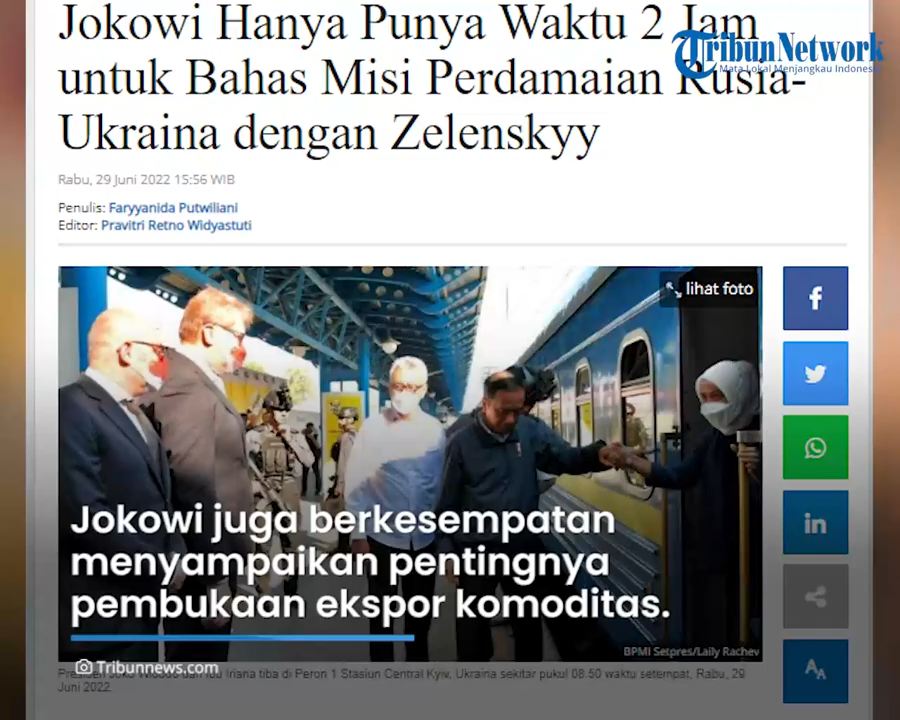 Jokowi Hanya Punya Waktu 2 Jam
untuk Bahas Misi Perdamaian Rusia-
Ukraina dengan Zelenskyy
TribunNetwork
Mata Lokal Menjangkau Indonesia
Rabu, 29 Juni 2022 15:56 WIB
Penulis: Faryyanida Putwiliani
Editor: Pravitri Retno Widyastuti
lihat foto
f
in
Jokowi juga berkesempatan
menyampaikan pentingnya
pembukaan ekspor komoditas.
BPMI Setpres/Laily Rachev
Tribunnews.com
Presiden Joko Widodo dan Ibu Iriana tiba di Peron 1 Stasiun Central Kyiv, Ukraina sekitar pukul 08.50 waktu setempat, Rabu, 29
Juni 2022
AA